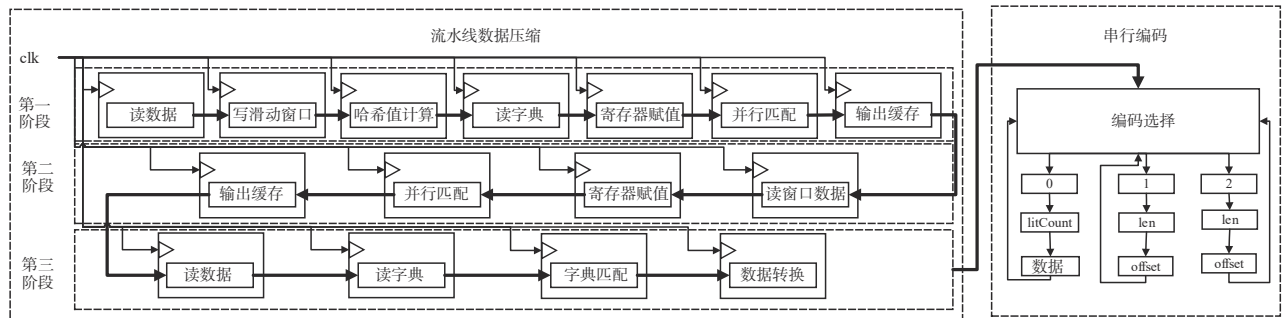 流水线数据压缩
clk
第一
阶段
读数据
写滑动窗口
哈希值计算
读字典
寄存器赋值
并行匹配
输出缓存
第二
阶段
输出缓存
并行匹配
寄存器赋值
读窗口数据
第三
阶段
读数据
读字典
字典匹配
数据转换
串行编码
编码选择
0
1
2
litCount
len
len
数据
offset
offset